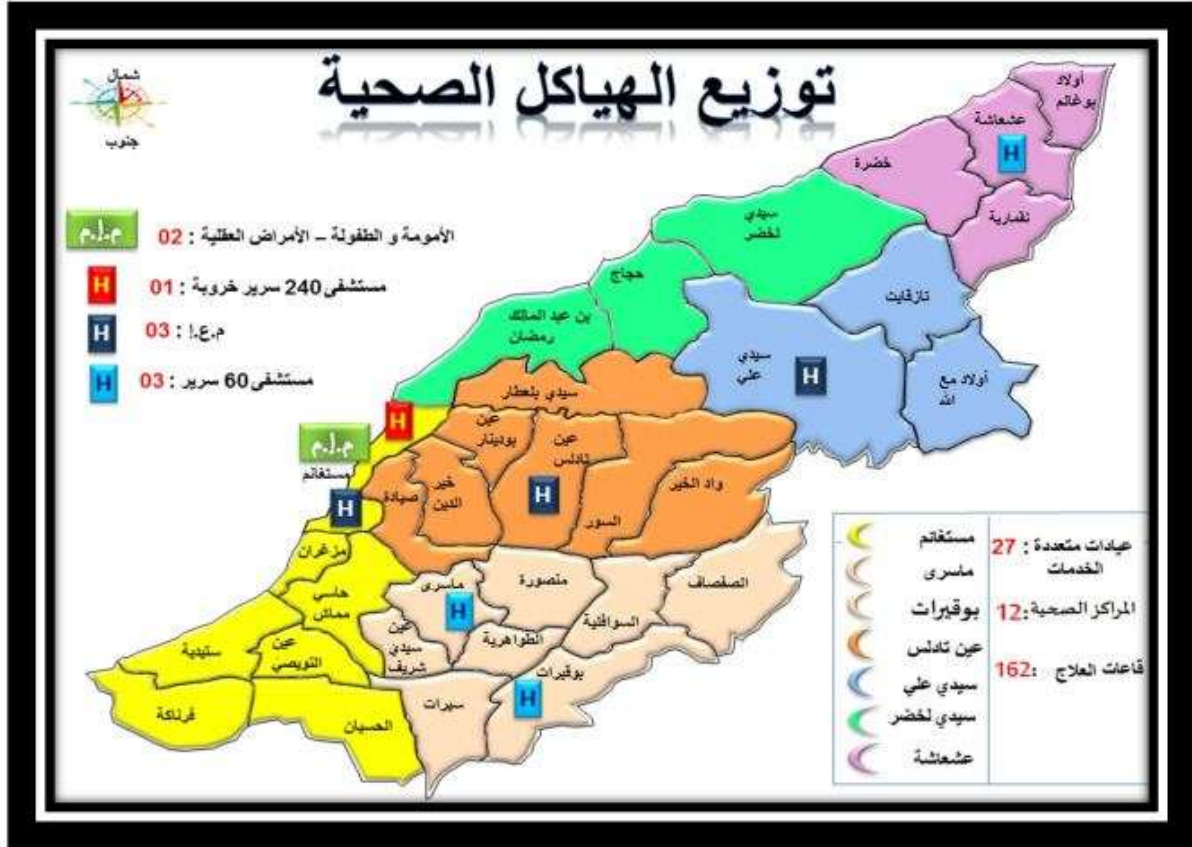 توزيع الهياكل الصحية
شمال
جنوب
م.إ.م
الأمومة و الطفولة – الأمراض العقلية : 02
H
مستشفى 240 سرير خروبة : 01
H
م.ع.إ : 03
H
مستشفى 60 سرير : 03
أولاد
بوغالم
عشعاشة
H
خضرة
نقمارية
سيدي
لخضر
حجاج
بن عبد المالك
رمضان
تازقايت
سيدي
علي
H
أولاد مع
الله
سيدي بلعطار
H
م.إ.م
مستغانم
H
عين
بودينار
عين
تادلس
H
واد الخير
السور
خير
الدين
صيادة
مزغران
حاسي
مماش
ماسرى
H
منصورة
الصفصاف
السوافلية
الطواهرية
عين
سيدي
شريف
بوقيرات
H
سيرات
ستيدية
عين
النويصي
فرناكة
الحسيان
مستغانم
ماسرى
بوقيرات
عين تادلس
سيدي علي
سيدي لخضر
عشعاشة
عيادات متعددة : 27
الخدمات
المراكز الصحية :12
قاعات العلاج :162